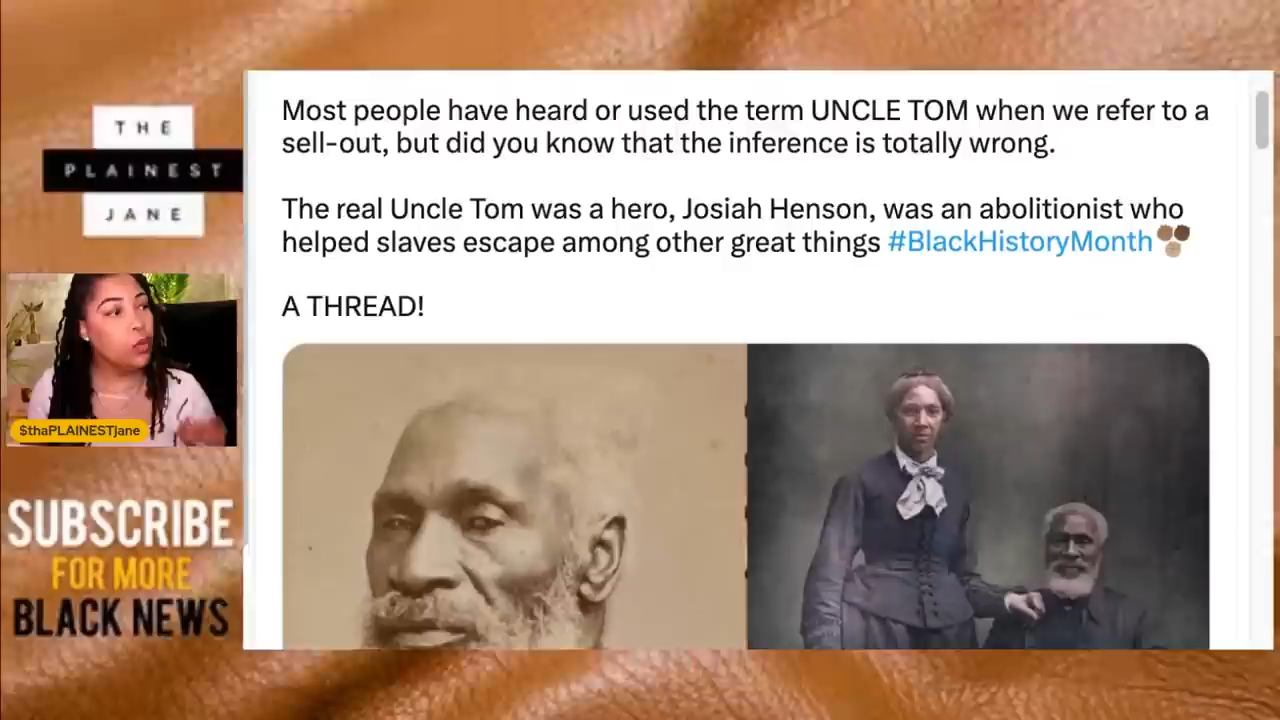 THE
PLAINEST
JANE
$thaPLAINESTjane
SUBSCRIBE
FOR MORE
BLACK NEWS
Most people have heard or used the term UNCLE TOM when we refer to a
sell-out, but did you know that the inference is totally wrong.
The real Uncle Tom was a hero, Josiah Henson, was an abolitionist who
helped slaves escape among other great things #BlackHistoryMonth
A THREAD!